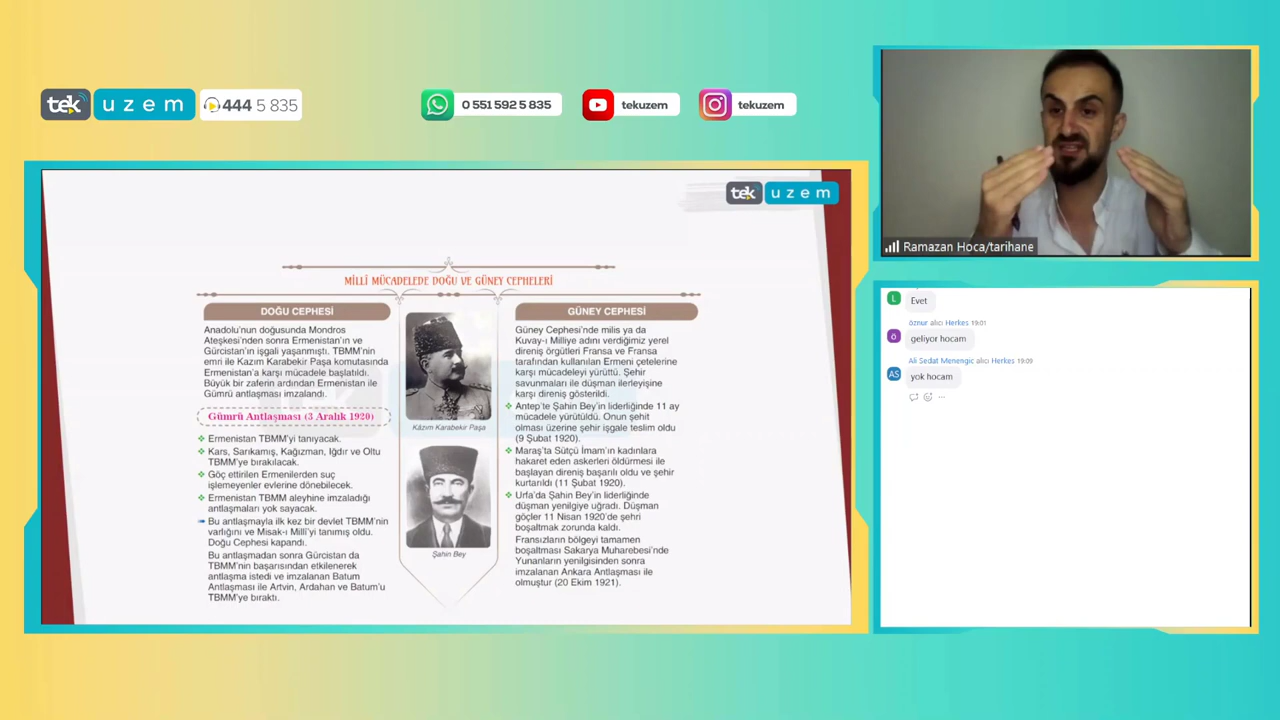 tek uzem 444 5 835
0 551 592 5 835
tekuzem
tekuzem
tek uzem
MİLLÎ MÜCADELEDE DOĞU VE GÜNEY CEPHELERİ
DOĞU CEPHESİ
Anadolu'nun doğusunda Mondros
Ateşkesi'nden sonra Ermenistan'ın ve
Gürcistan'ın işgali yaşanmıştı. TBMM'nin
emri ile Kazım Karabekir Paşa komutasında
Ermenistan'a karşı mücadele başlatıldı.
Büyük bir zaferin ardından Ermenistan ile
Gümrü antlaşması imzalandı.
Gümrü Antlaşması (3 Aralık 1920)
Ermenistan TBMM'yi tanıyacak.
Kars, Sarıkamış, Kağızman, Iğdır ve Oltu
TBMM'ye bırakılacak.
Göç ettirilen Ermenilerden suç
işlemeyenler evlerine dönebilecek.
Ermenistan TBMM aleyhine imzaladığı
antlaşmaları yok sayacak.
Bu antlaşmayla ilk kez bir devlet TBMM'nin
varlığını ve Misak-ı Millî'yi tanımış oldu.
Doğu Cephesi kapandı.
Bu antlaşmadan sonra Gürcistan da
TBMM'nin başarısından etkilenerek
antlaşma istedi ve imzalanan Batum
Antlaşması ile Artvin, Ardahan ve Batum'u
TBMM'ye bıraktı.
Kâzım Karabekir Paşa
Şahin Bey
GÜNEY CEPHESİ
Güney Cephesi'nde milis ya da
Kuvay-ı Milliye adını verdiğimiz yerel
direniş örgütleri Fransa ve Fransa
tarafından kullanılan Ermeni çetelerine
karşı mücadeleyi yürüttü. Şehir
savunmaları ile düşman ilerleyişine
karşı direniş gösterildi.
Antep'te Şahin Bey'in liderliğinde 11 ay
mücadele yürütüldü. Onun şehit
olması üzerine şehir işgale teslim oldu
(9 Şubat 1920).
Maraş'ta Sütçü İmam'ın kadınlara
hakaret eden askerleri öldürmesi ile
başlayan direniş başarılı oldu ve şehir
kurtarıldı (11 Şubat 1920).
Urfa'da Şahin Bey'in liderliğinde
düşman yenilgiye uğradı. Düşman
göçler 11 Nisan 1920'de şehri
boşaltmak zorunda kaldı.
Fransızların bölgeyi tamamen
boşaltması Sakarya Muharebesi'nde
Yunanların yenilgisinden sonra
imzalanan Ankara Antlaşması ile
olmuştur (20 Ekim 1921).
Ramazan Hoca/tarihane
L Evet
öznur alıcı Herkes 19:01
ö geliyor hocam
Ali Sedat Menengic alıcı Herkes 19:09
AS yok hocam